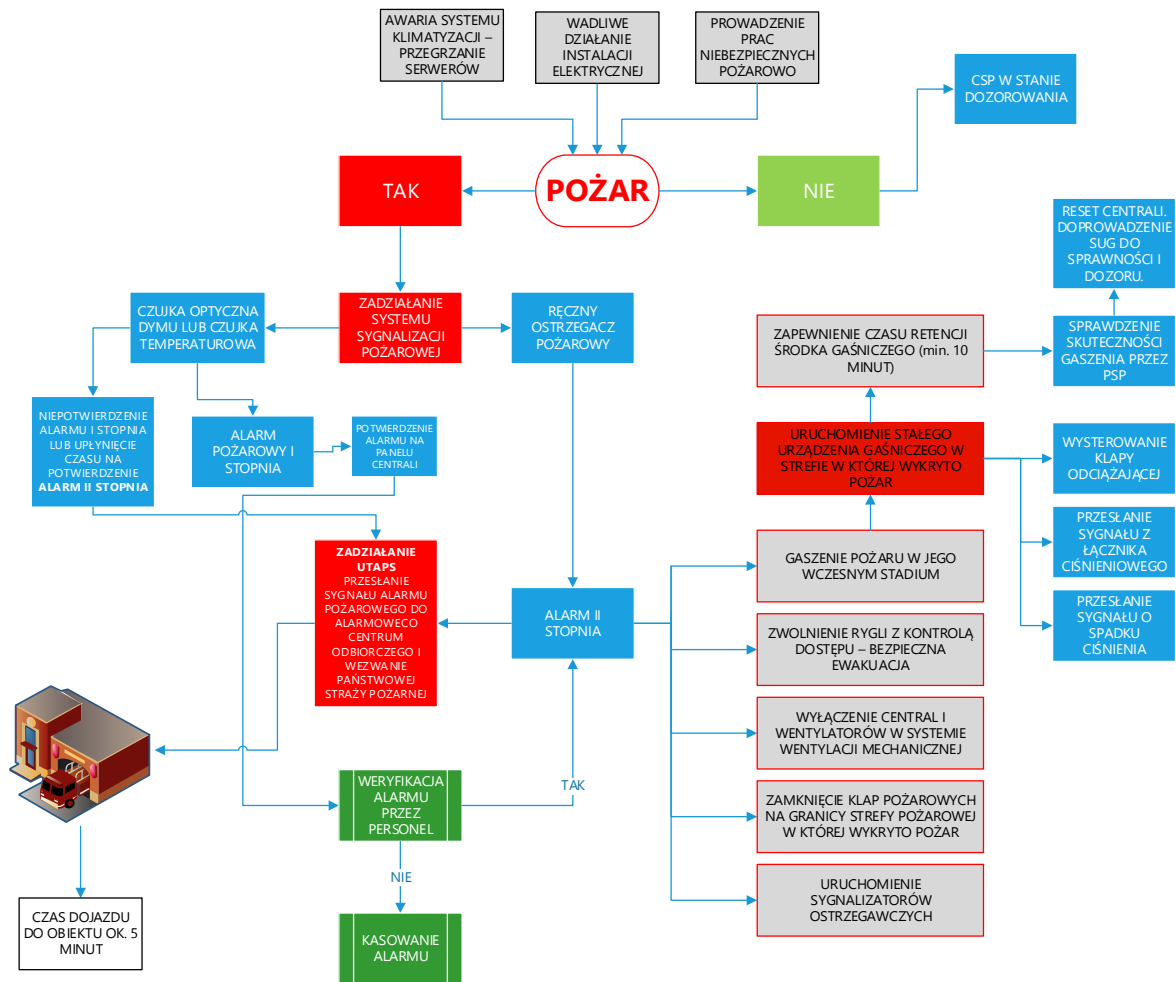 AWARIA SYSTEMU
KLIMATYZACJI –
PRZEGRZANIE
SERWERÓW
WADLIWE
DZIAŁANIE
INSTALACJI
ELEKTRYCZNEJ
PROWADZENIE
PRAC
NIEBEZPIECZNYCH
POŻAROWO
CSP W STANIE
DOZOROWANIA
TAK
POŻAR
NIE
RESET CENTRALI.
DOPROWADZENIE
SUG DO
SPRAWNOŚCI I
DOZORU.
CZUJKA OPTYCZNA
DYMU LUB CZUJKA
TEMPERATUROWA
ZADZIAŁANIE
SYSTEMU
SYGNALIZACJI
POŻAROWEJ
RĘCZNY
OSTRZEGACZ
POŻAROWY
ZAPEWNIENIE CZASU RETENCJI
ŚRODKA GAŚNICZEGO (min. 10
MINUT)
SPRAWDZENIE
SKUTECZNOŚCI
GASZENIA PRZEZ
PSP
NIEPOTWIERDZENIE
ALARMU I STOPNIA
LUB UPŁYNIĘCIE
CZASU NA
POTWIERDZENIE
ALARM II STOPNIA
ALARM
POŻAROWY I
STOPNIA
POTWIERDZENIE
ALARMU NA
PANELU
CENTRALI
URUCHOMIENIE STAŁEGO
URZĄDZENIA GAŚNICZEGO W
STREFIE W KTÓREJ WYKRYTO
POŻAR
WYSTEROWANIE
KLAPY
ODCIĄŻAJĄCEJ
PRZESŁANIE
SYGNAŁU Z
ŁĄCZNIKA
CIŚNIENIOWEGO
ZADZIAŁANIE
UTAPS
PRZESŁANIE
SYGNAŁU ALARMU
POŻAROWEGO DO
ALARMOWECO
CENTRUM
ODBIORCZEGO I
WEZWANIE
PAŃSTWOWEJ
STRAŻY POŻARNEJ
ALARM II
STOPNIA
GASZENIE POŻARU W JEGO
WCZESNYM STADIUM
PRZESŁANIE
SYGNAŁU O
SPADKU
CIŚNIENIA
ZWOLNIENIE RYGLI Z KONTROLĄ
DOSTĘPU – BEZPIECZNA
EWAKUACJA
WYŁĄCZENIE CENTRAL I
WENTYLATORÓW W SYSTEMIE
WENTYLACJI MECHANICZNEJ
WERYFIKACJA
ALARMU
PRZEZ
PERSONEL
TAK
ZAMKNIĘCIE KLAP POŻAROWYCH
NA GRANICY STREFY POŻAROWEJ
W KTÓREJ WYKRYTO POŻAR
NIE
URUCHOMIENIE
SYGNALIZATORÓW
OSTRZEGAWCZYCH
CZAS DOJAZDU
DO OBIEKTU OK. 5
MINUT
KASOWANIE
ALARMU